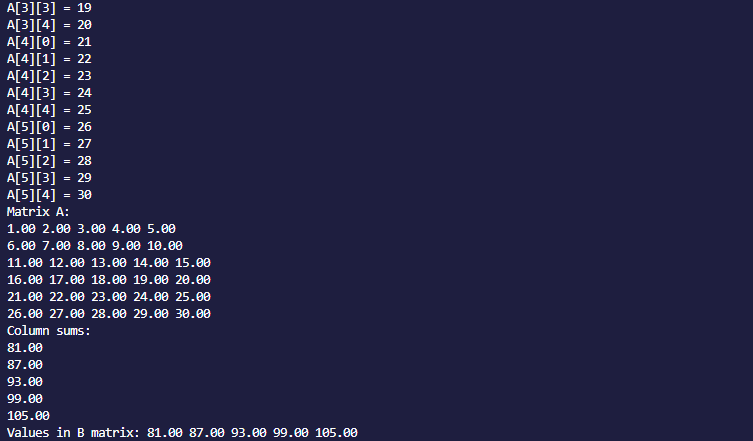 A[3][3] = 19
A[3][4] = 20
A[4][0] = 21
A[4][1] = 22
A[4][2] = 23
A[4][3] = 24
A[4][4] = 25
A[5][0] = 26
A[5][1] = 27
A[5][2] = 28
A[5][3] = 29
A[5][4] = 30
Matrix A:
1.00 2.00 3.00 4.00 5.00
6.00 7.00 8.00 9.00 10.00
11.00 12.00 13.00 14.00 15.00
16.00 17.00 18.00 19.00 20.00
21.00 22.00 23.00 24.00 25.00
26.00 27.00 28.00 29.00 30.00
Column sums:
81.00
87.00
93.00
99.00
105.00
Values in B matrix: 81.00 87.00 93.00 99.00 105.00